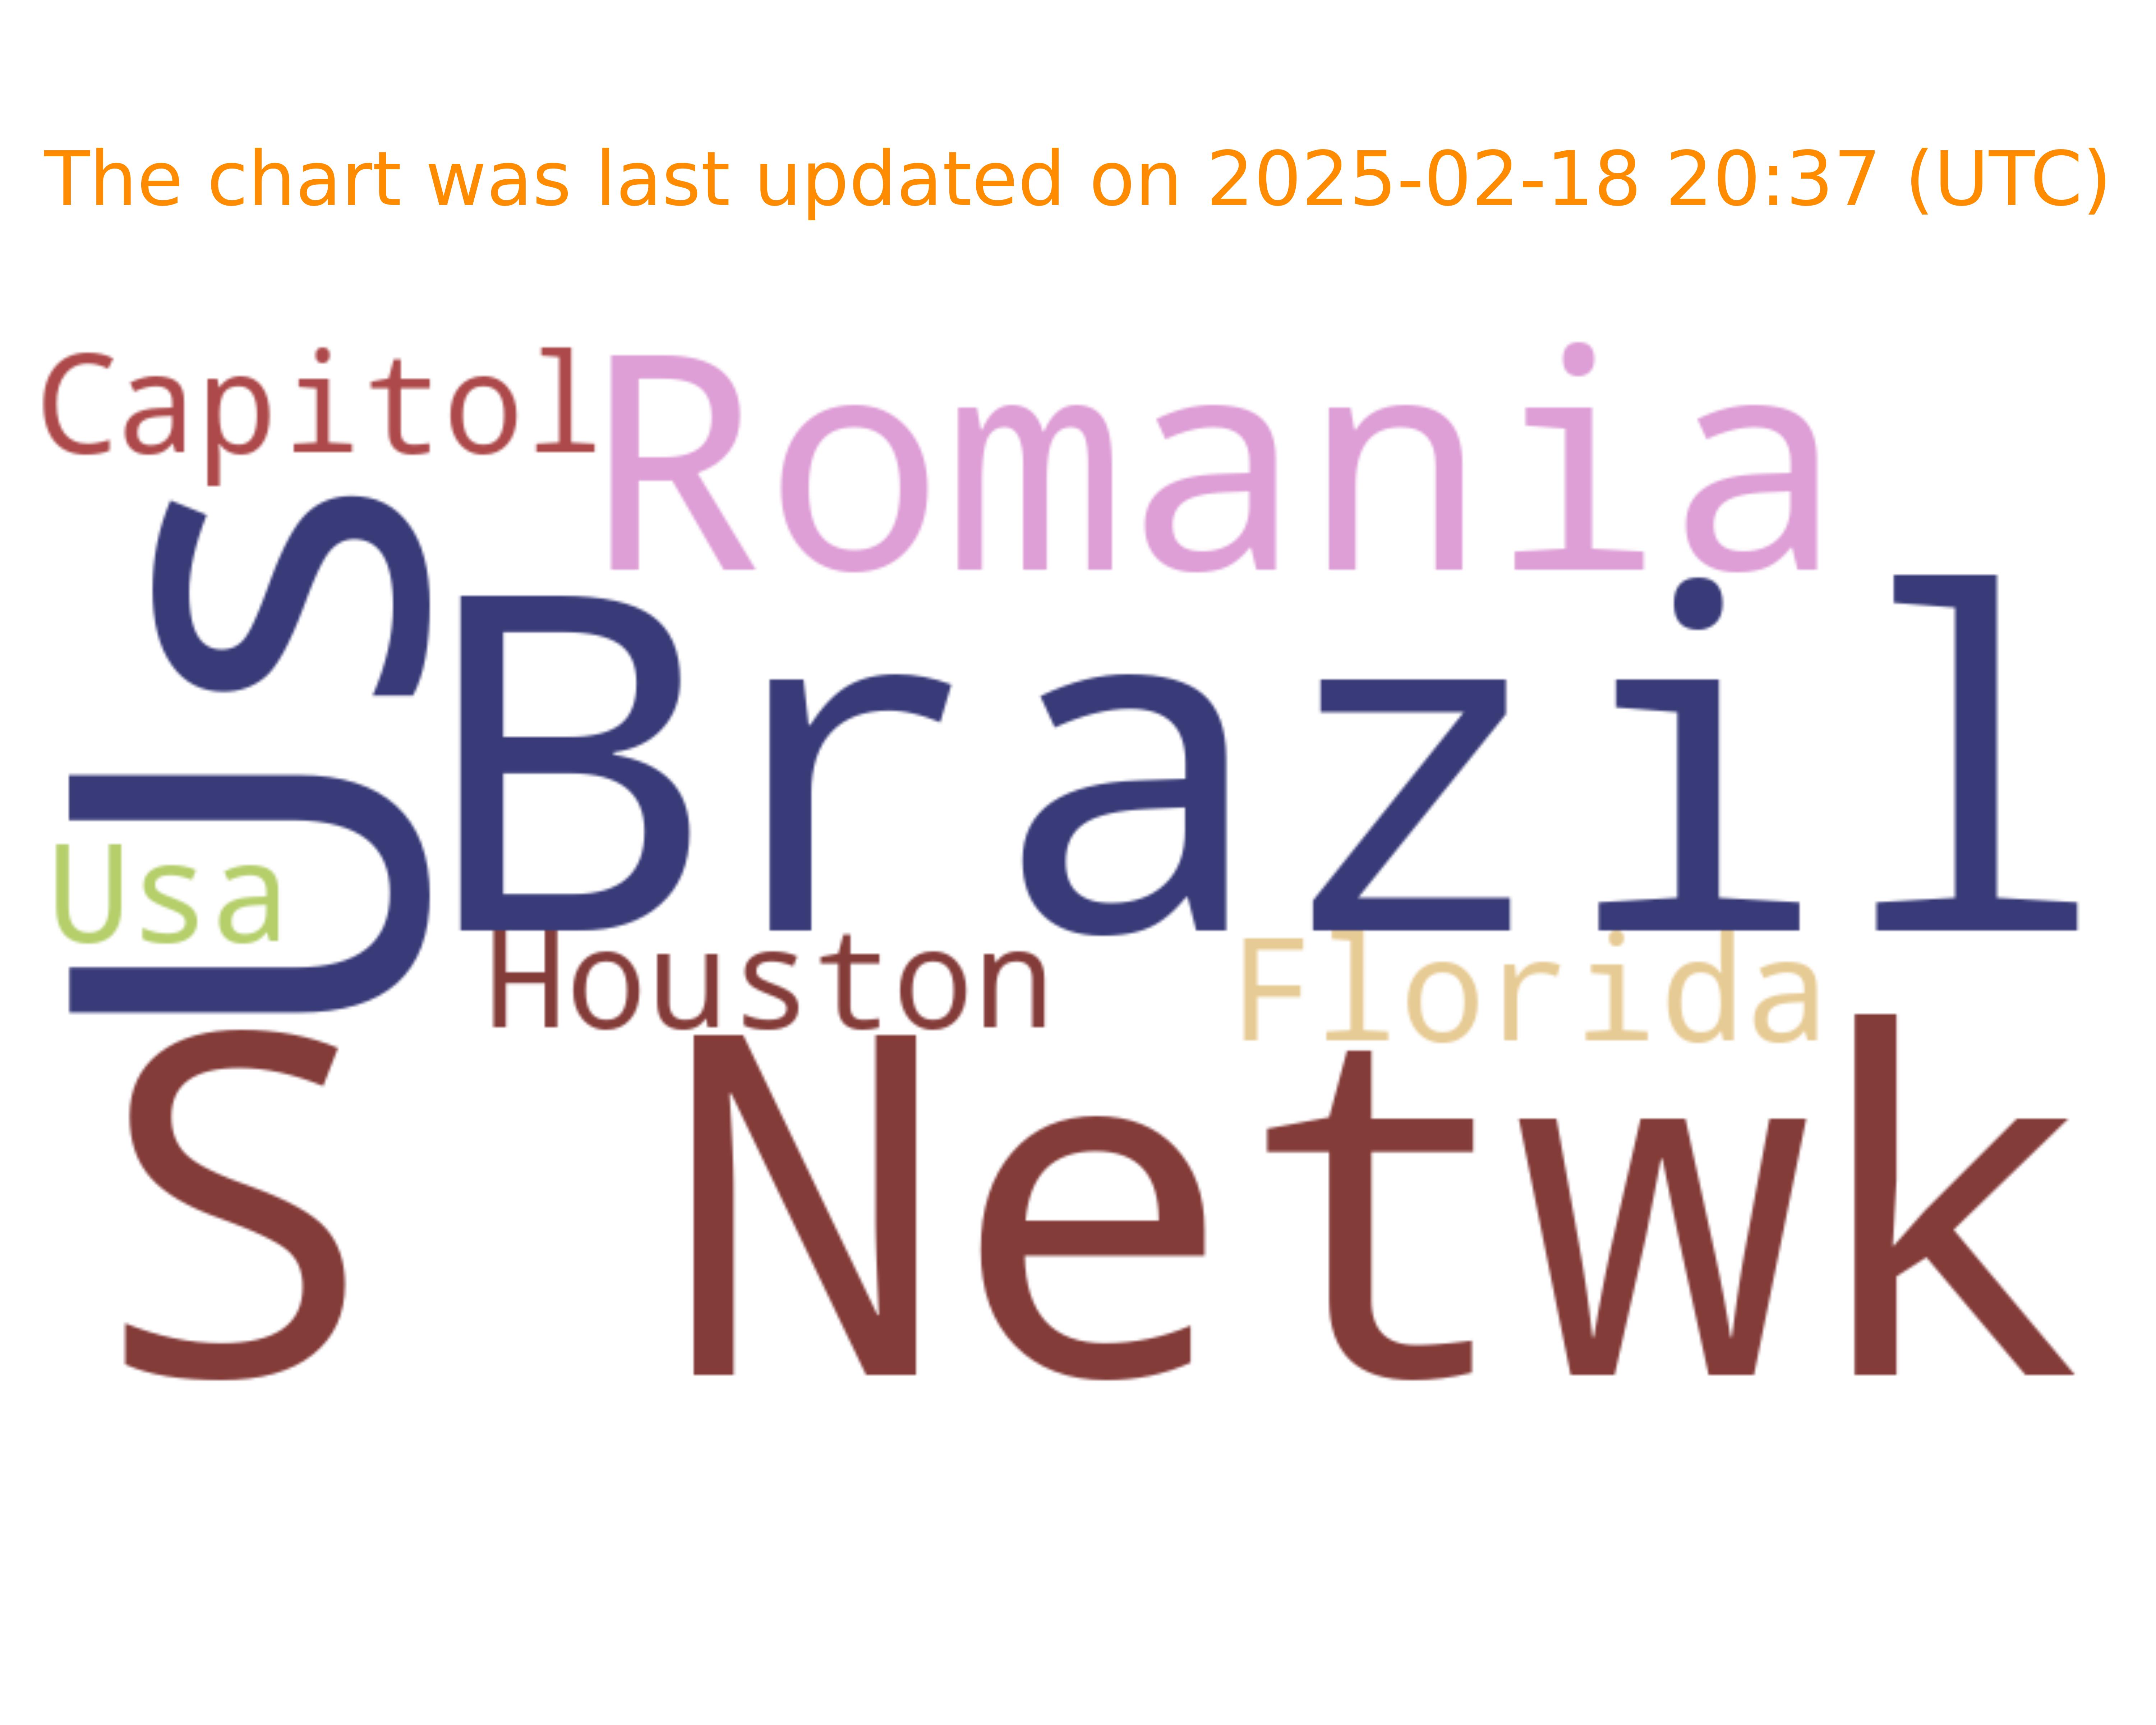 The chart was last updated on 2025-02-18 20:37 (UTC)
Capitol
Romania
US
Brazil
Usa
Houston
Florida
S Netwk